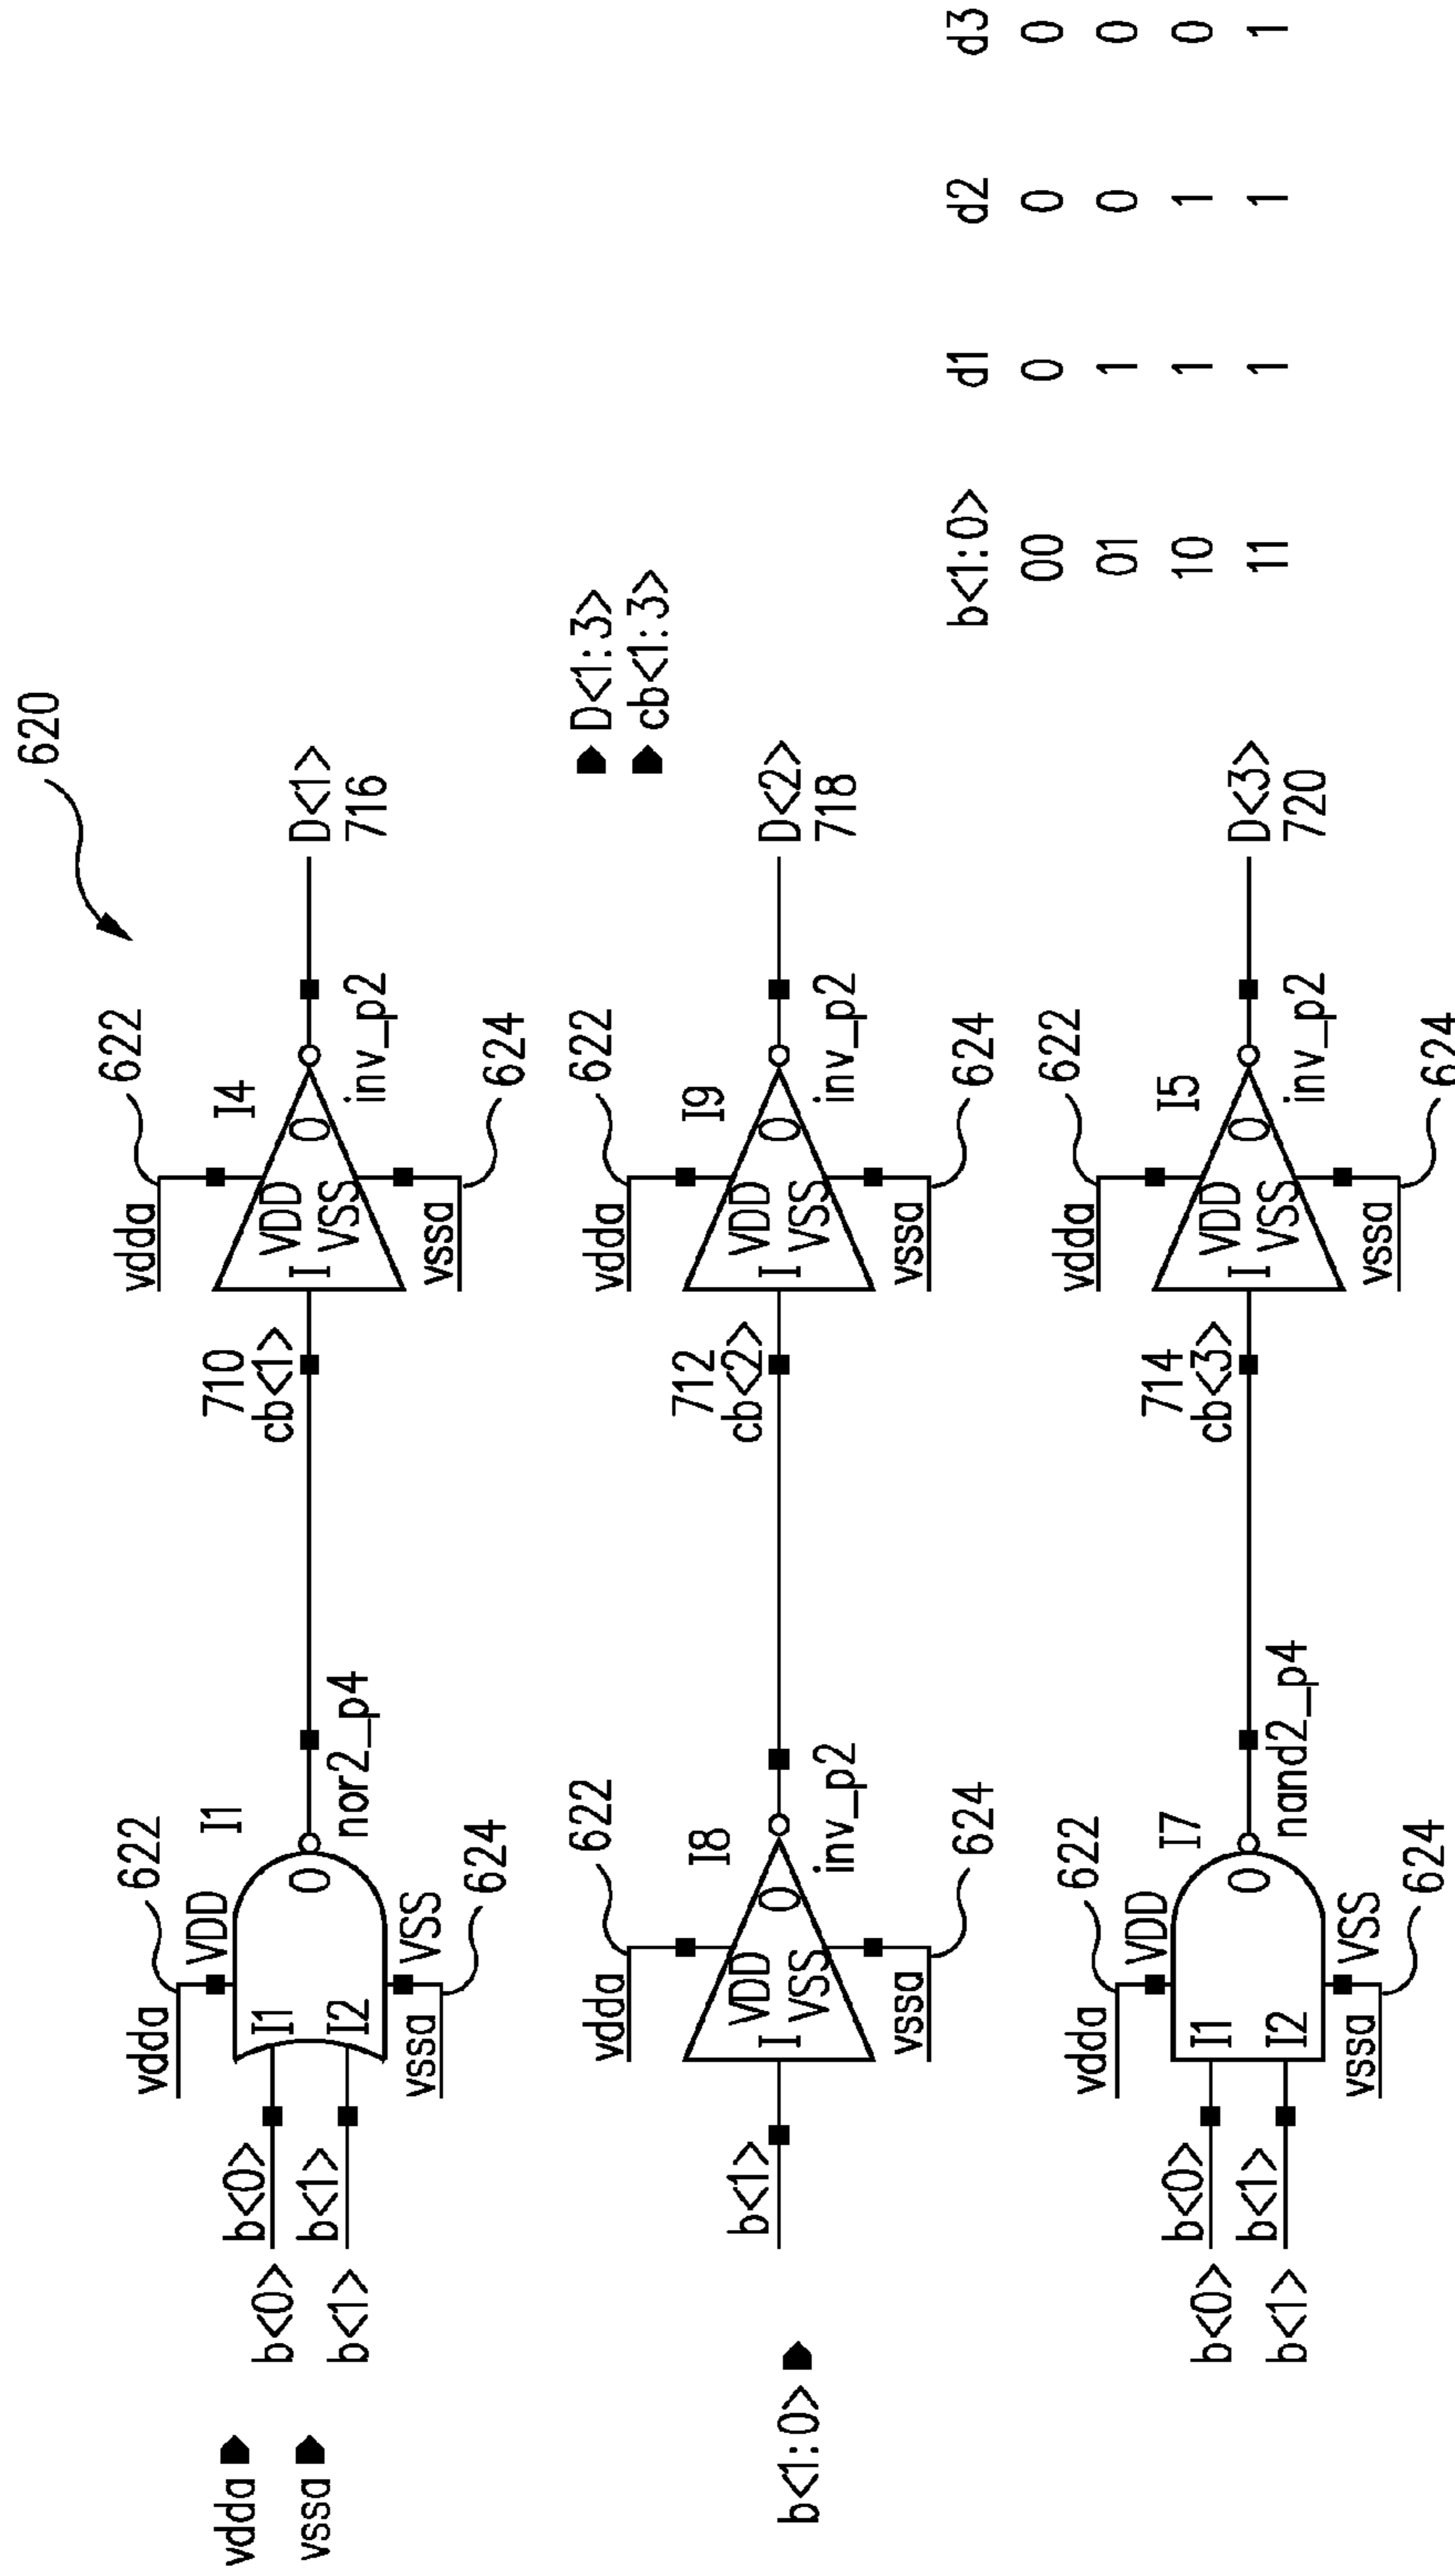 620
622
622
vdda
I1
vdda
I4
VDD
710
VDD
b<0>
I1
O
cb<1>
I
O
D<1>
b<0>
716
b<1>
I2
nor2_p4
VSS
inv_p2
b<1>
VSS
vssa
vssa
624
624
vdda
vssa
D<1:3>
cb<1:3>
622
622
vdda
I8
vdda
I9
VDD
712
VDD
b<1>
I
O
cb<2>
I
O
D<2>
718
VSS
inv_p2
VSS
inv_p2
vssa
vssa
624
624
b<1:0>
622
622
vdda
VDD
I7
vdda
I5
714
VDD
b<0>
I1
O
cb<3>
I
O
D<3>
b<0>
720
b<1>
I2
nand2_p4
VSS
inv_p2
b<1>
VSS
vssa
vssa
624
624
b<1:0> d1 d2 d3
00 0 0 0
01 1 0 0
10 1 1 0
11 1 1 1